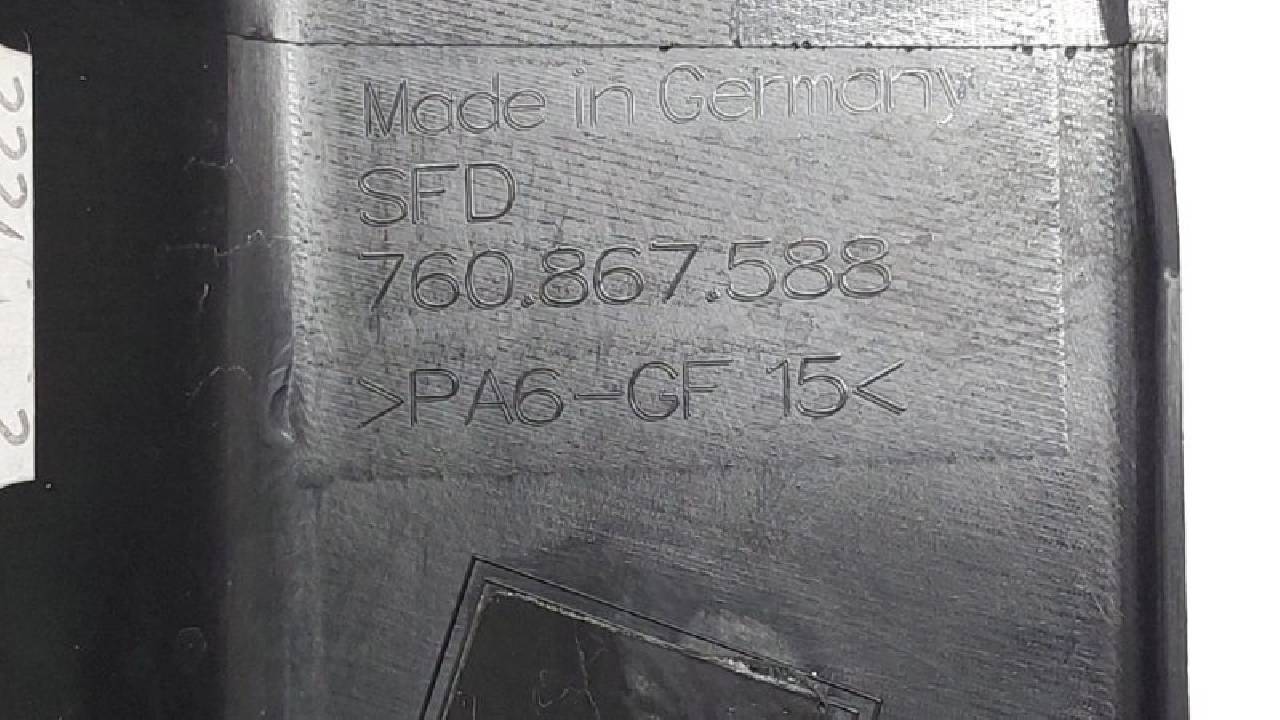 Made in Germany
SFD
760.867.588
>PA6-GF 15<